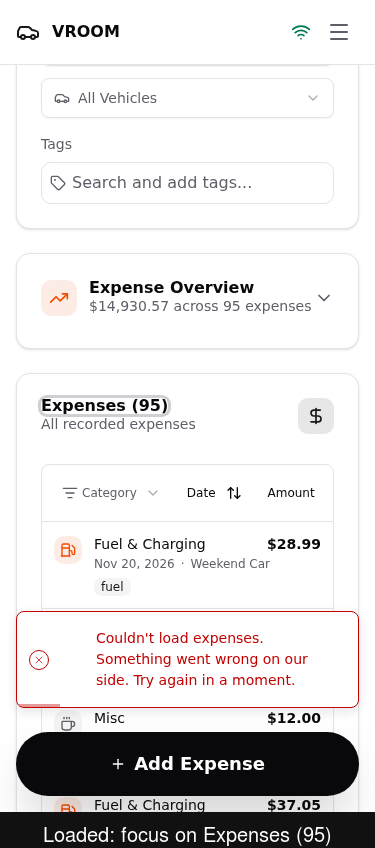 VROOM
All Vehicles
Tags
Search and add tags...
Expense Overview
$14,930.57 across 95 expenses
Expenses (95)
All recorded expenses
Category Date Amount
Fuel & Charging $28.99
Nov 20, 2026 · Weekend Car
fuel
Couldn't load expenses.
Something went wrong on our
side. Try again in a moment.
Misc $12.00
+ Add Expense
Fuel & Charging $37.05
Loaded: focus on Expenses (95)